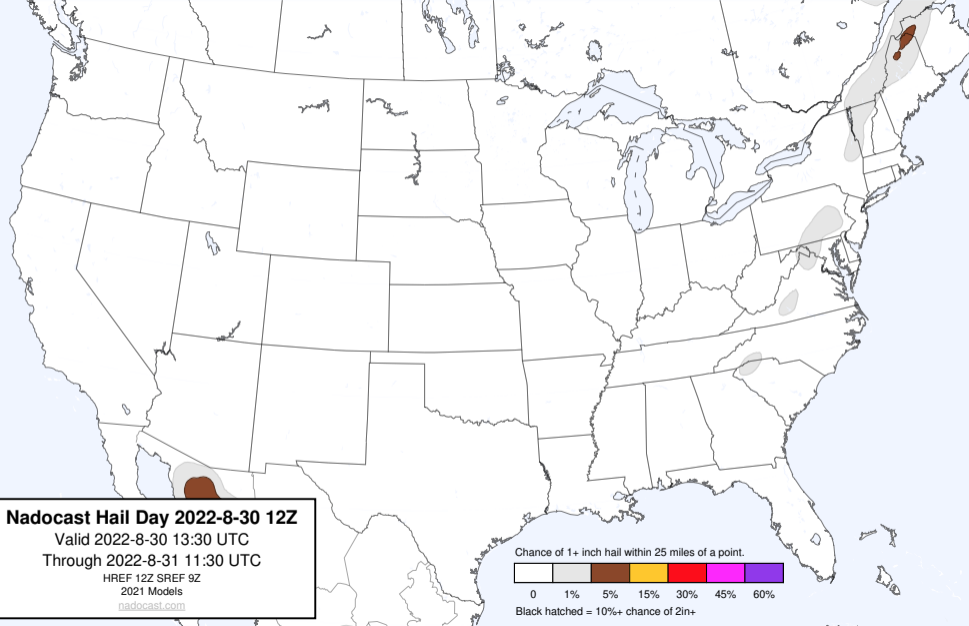 Nadocast Hail Day 2022-8-30 12Z
Valid 2022-8-30 13:30 UTC
Through 2022-8-31 11:30 UTC
HREF 12Z SREF 9Z
2021 Models
nadocast.com
Chance of 1+ inch hail within 25 miles of a point.
0 1% 5% 15% 30% 45% 60%
Black hatched = 10%+ chance of 2in+